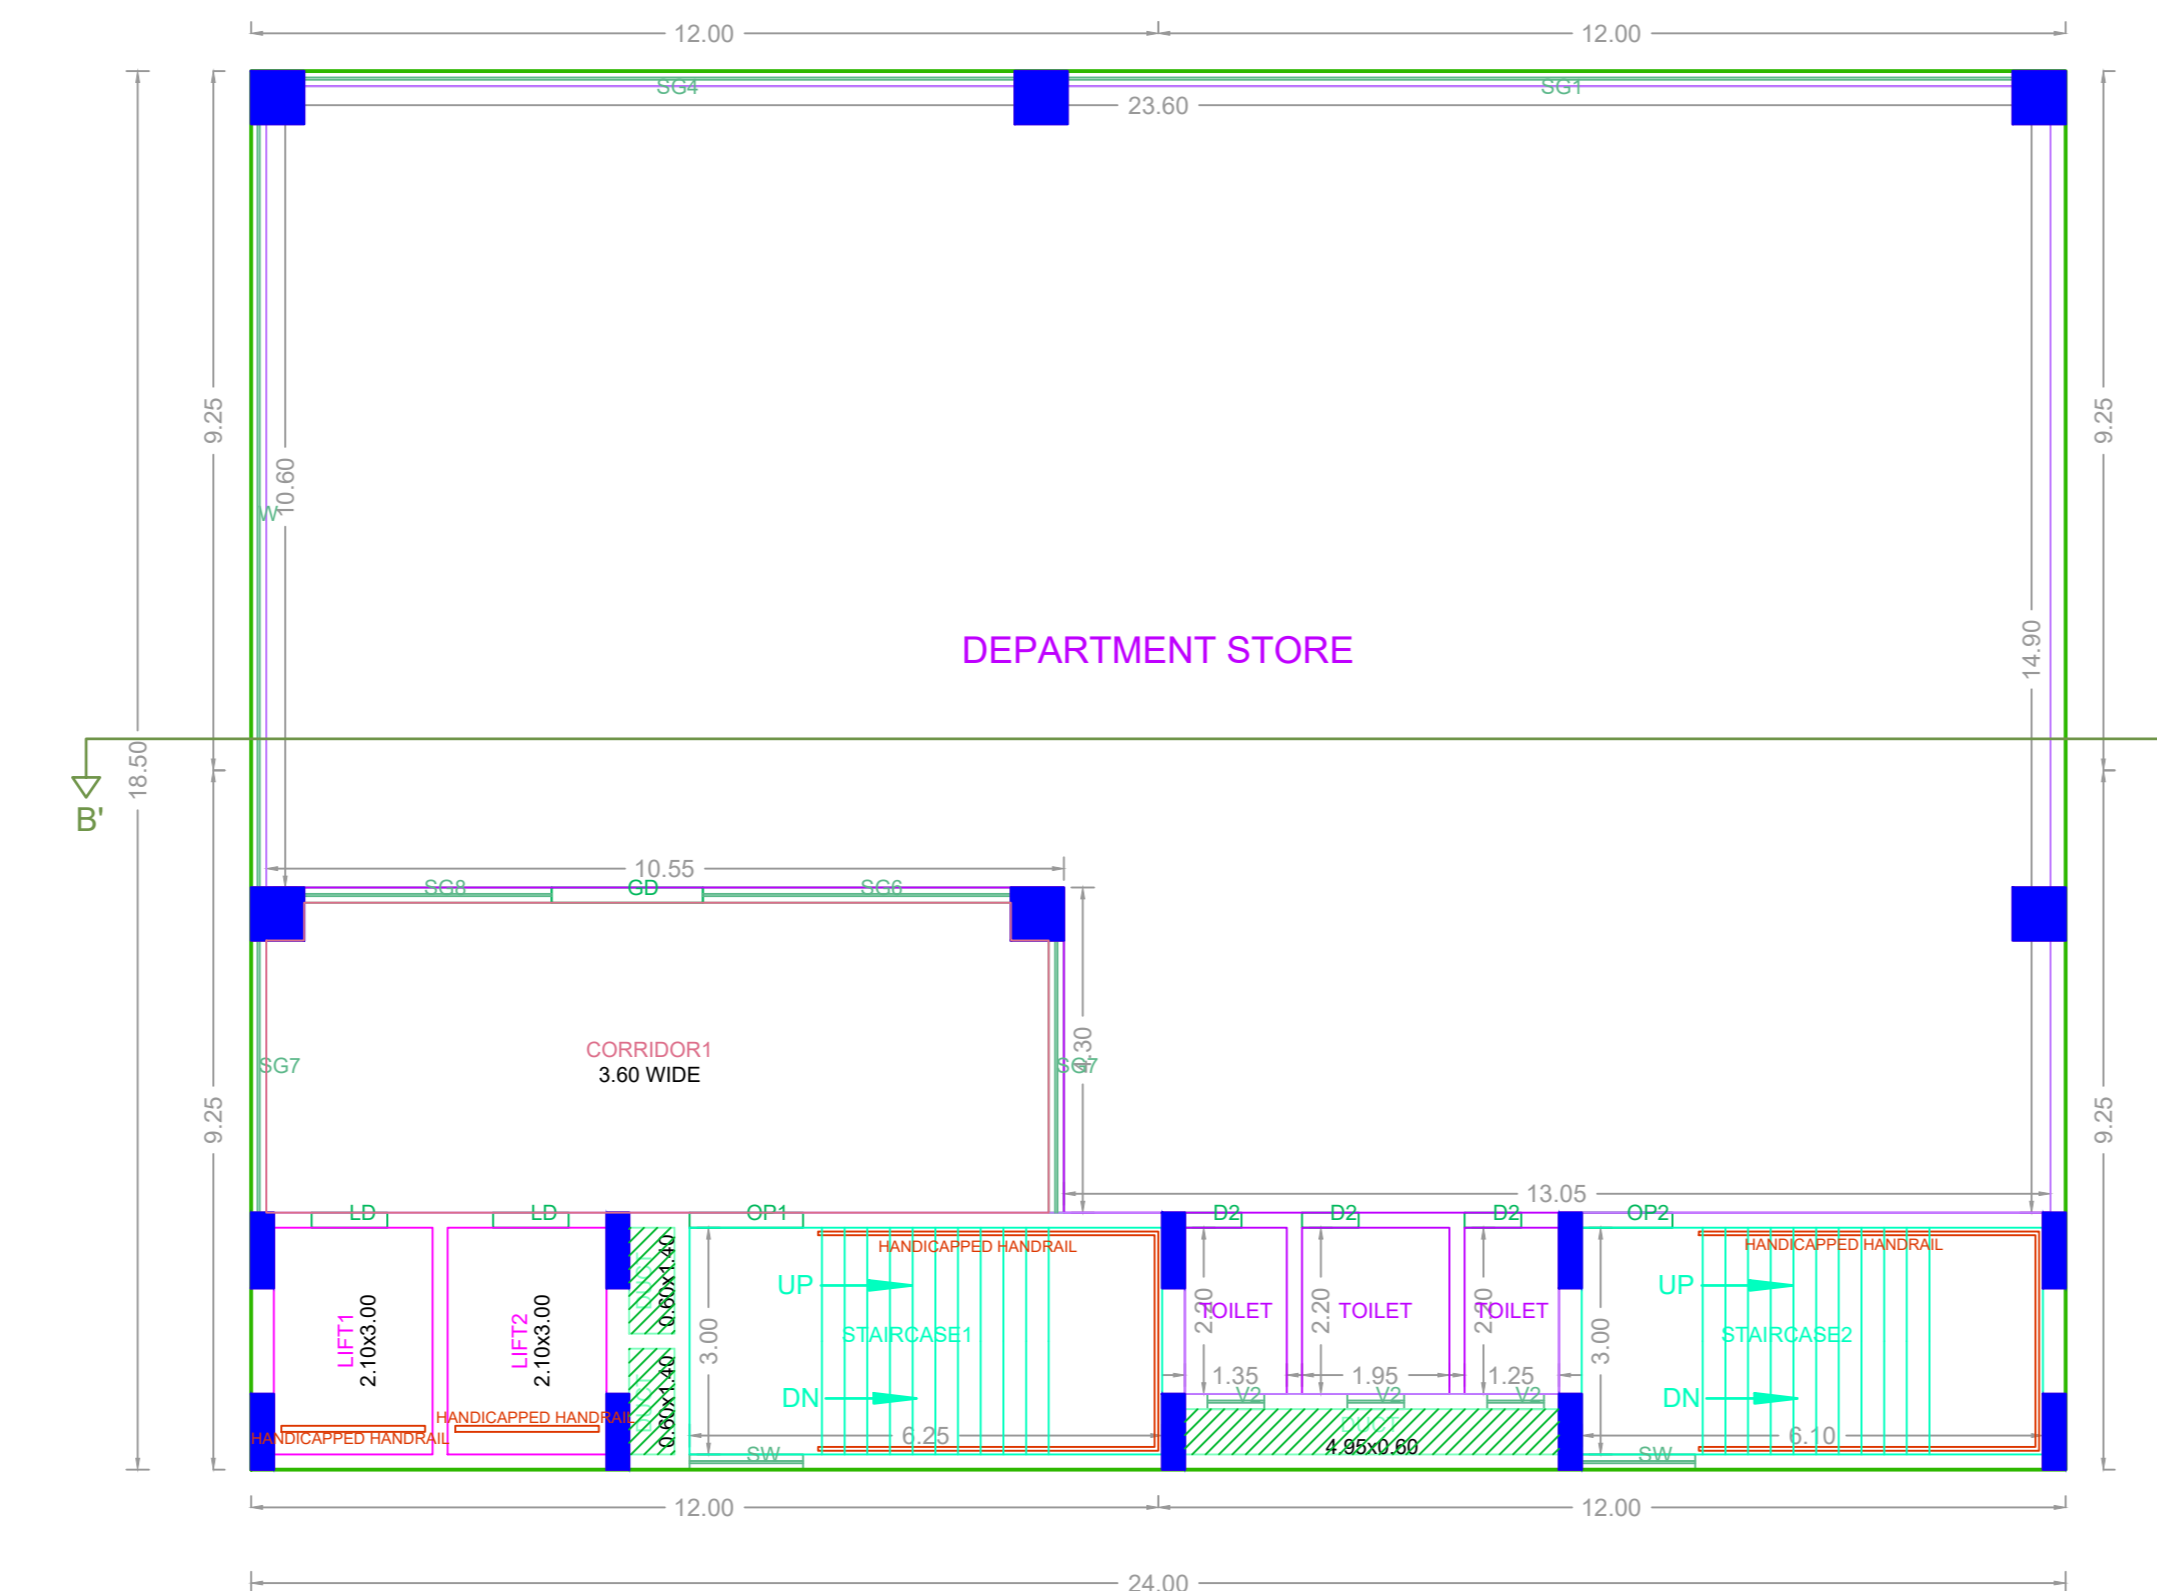 12.00
12.00
SG4
SG1
23.60
9.25
9.25
10.60
W
DEPARTMENT STORE
14.90
18.50
B'
10.55
SG8
GD
SG6
4.30
CORRIDOR1
3.60 WIDE
SG7
SG7
9.25
9.25
13.05
LD
LD
OP1
D2
D2
D2
OP2
HANDICAPPED HANDRAIL
HANDICAPPED HANDRAIL
0.60x1.40
UP
UP
2.20
2.20
2.20
TOILET
TOILET
TOILET
LIFT1
2.10x3.00
LIFT2
2.10x3.00
3.00
STAIRCASE1
3.00
STAIRCASE2
1.35
1.95
1.25
0.60x1.40
DN
V2
V2
V2
DN
HANDICAPPED HANDRAIL
HANDICAPPED HANDRAIL
6.25
4.95x0.60
6.10
SW
SW
12.00
12.00
24.00